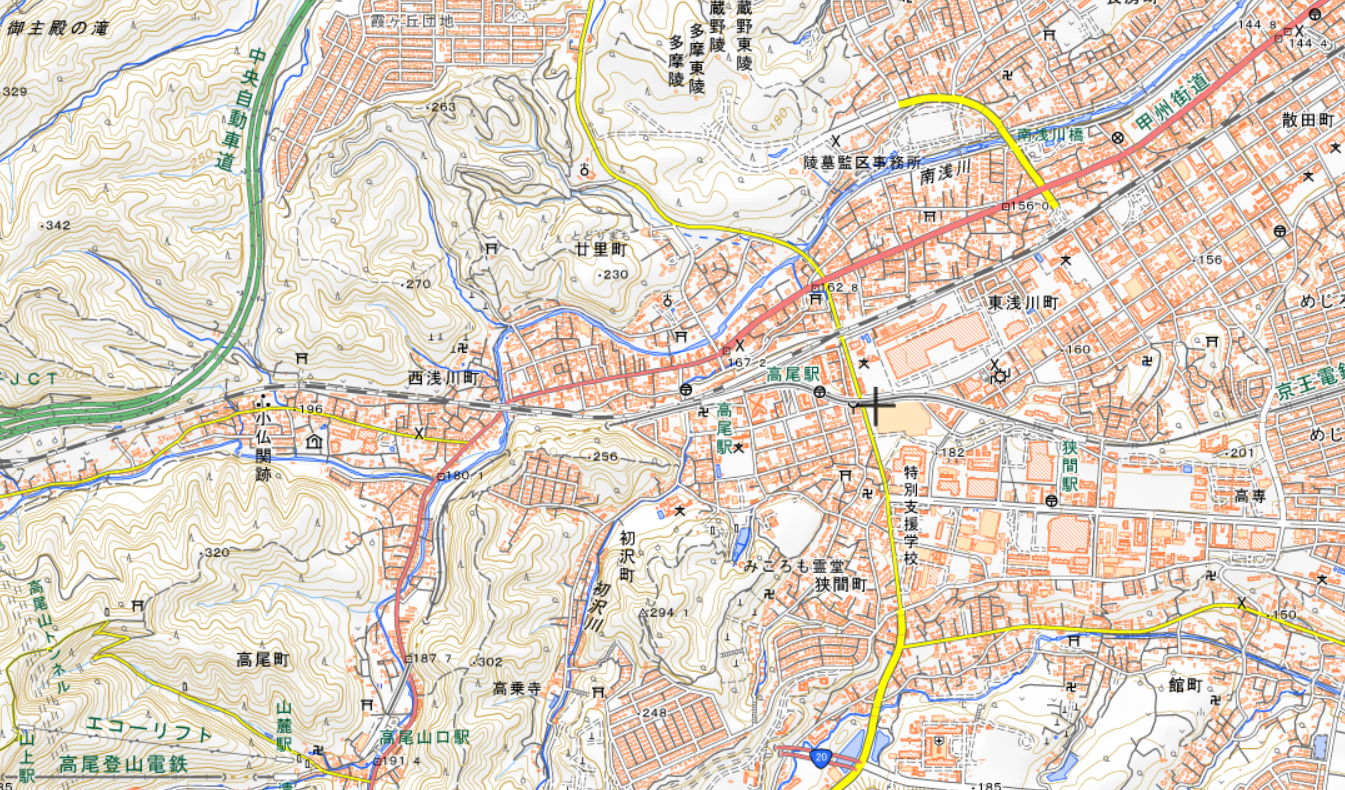 御主殿の滝
霞ケ丘団地
中央自動車道
多摩陵
多摩東陵
武蔵野陵
武蔵野東陵
144.8
144.4
甲州街道
散田町
南浅川橋
329
263
陵墓監区事務所
南浅川
156.0
342
とどりまち
廿里町
230
156
270
162.8
東浅川町
めじろ
160
167.2
西浅川町
高尾駅
JCT
京王電鉄
196
小仏関跡
高尾駅
256
182
狭間駅
201
めじ
180.1
特別支援学校
高専
320
初沢町
みころも霊堂
狭間町
初沢川
294.1
150
高尾山トンネル
高尾町
187.7
302
高乗寺
館町
248
山麓駅
エコーリフト
高尾山口駅
山上駅
高尾登山電鉄
191.4
20
185